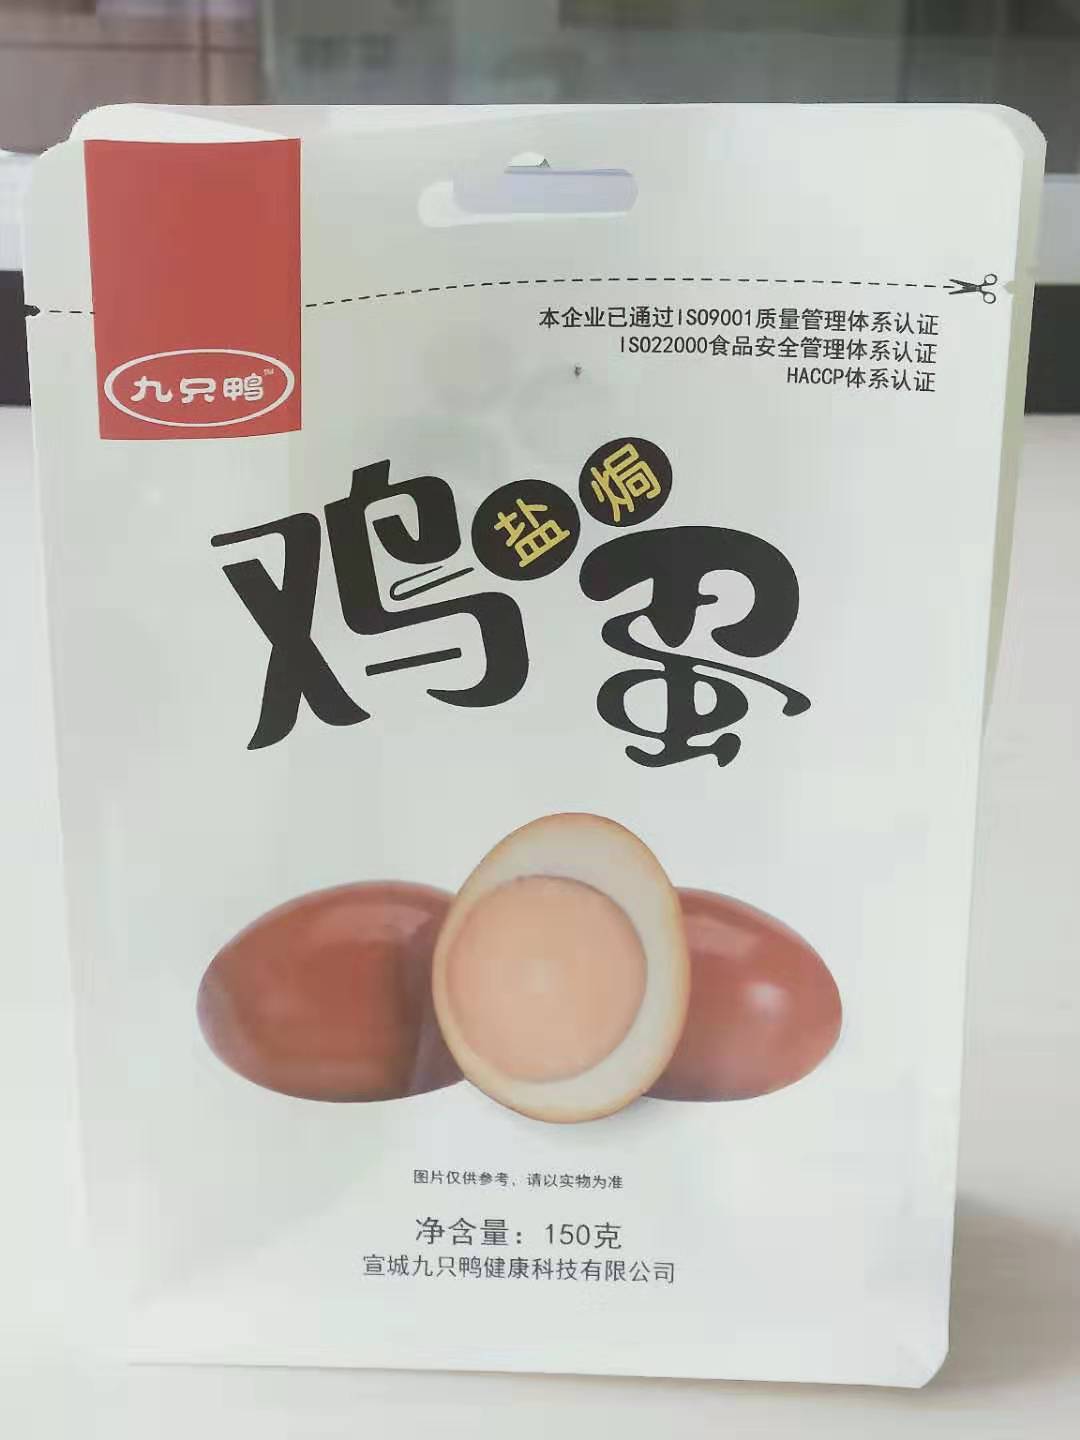 本企业已通过ISO9001质量管理体系认证
ISO22000食品安全管理体系认证
HACCP体系认证
九只鸭™
盐焗
鸡蛋
图片仅供参考，请以实物为准
净含量：150克
宣城九只鸭健康科技有限公司